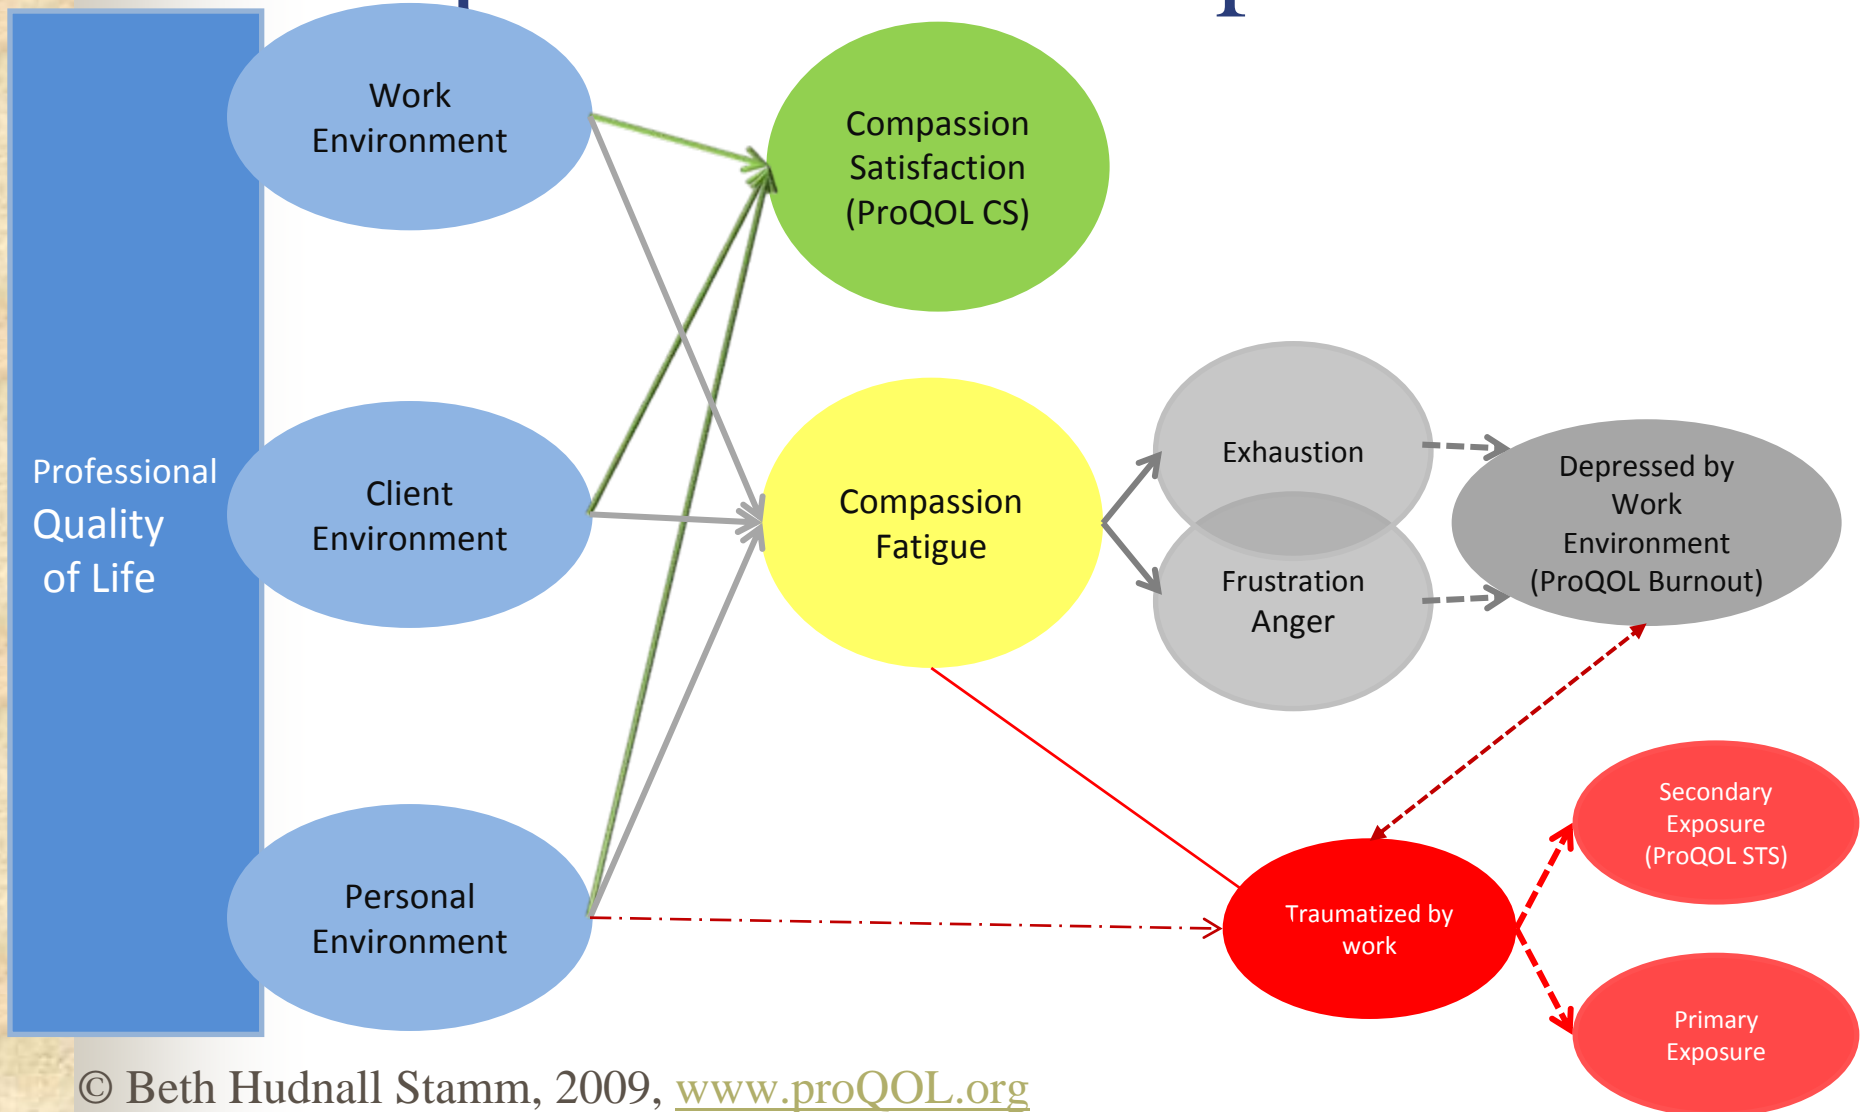 Professional
Quality
of Life
Work
Environment
Client
Environment
Personal
Environment
Compassion
Satisfaction
(ProQOL CS)
Compassion
Fatigue
Exhaustion
Frustration
Anger
Depressed by
Work
Environment
(ProQOL Burnout)
Traumatized by
work
Secondary
Exposure
(ProQOL STS)
Primary
Exposure
© Beth Hudnall Stamm, 2009, www.proQOL.org